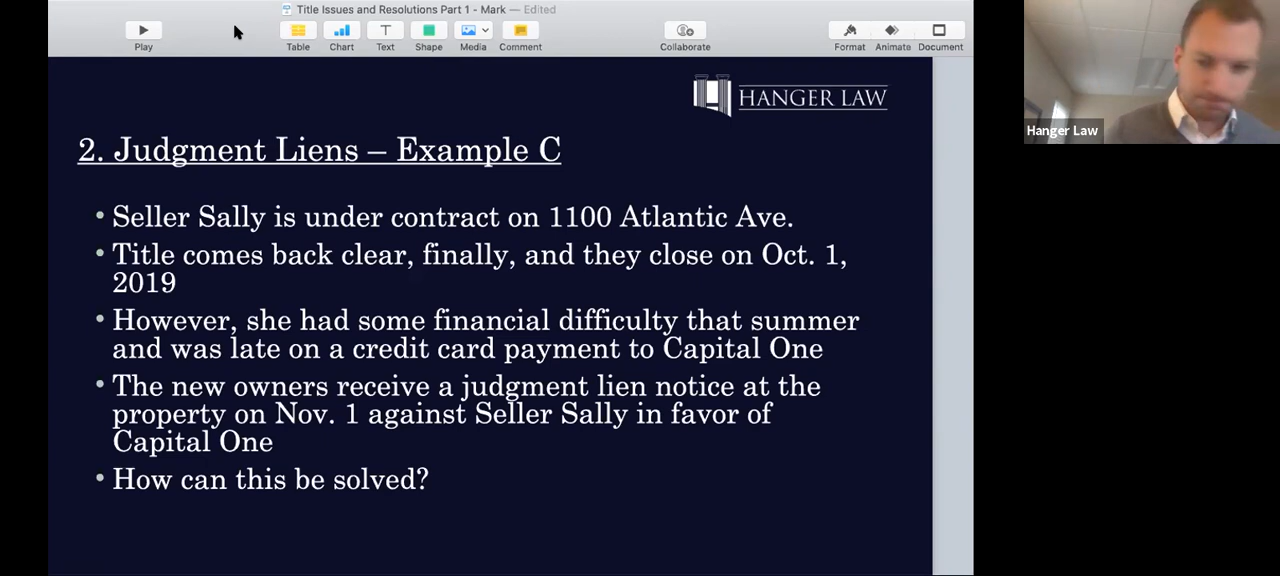 Title Issues and Resolutions Part 1 - Mark — Edited
Play
Table
Chart
Text
Shape
Media
Comment
Collaborate
Format
Animate
Document
HANGER LAW
Hanger Law
2. Judgment Liens – Example C
• Seller Sally is under contract on 1100 Atlantic Ave.
• Title comes back clear, finally, and they close on Oct. 1,
2019
• However, she had some financial difficulty that summer
and was late on a credit card payment to Capital One
• The new owners receive a judgment lien notice at the
property on Nov. 1 against Seller Sally in favor of
Capital One
• How can this be solved?